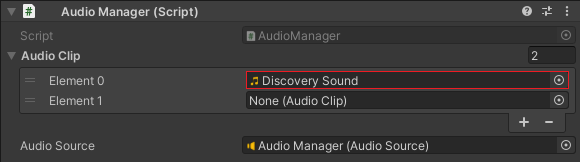 Audio Manager (Script)
Script AudioManager
Audio Clip 2
Element 0 Discovery Sound
Element 1 None (Audio Clip)
Audio Source Audio Manager (Audio Source)